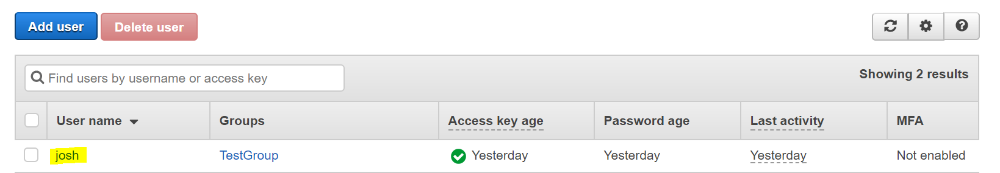 Add user Delete user
Find users by username or access key Showing 2 results
User name Groups Access key age Password age Last activity MFA
josh TestGroup Yesterday Yesterday Yesterday Not enabled